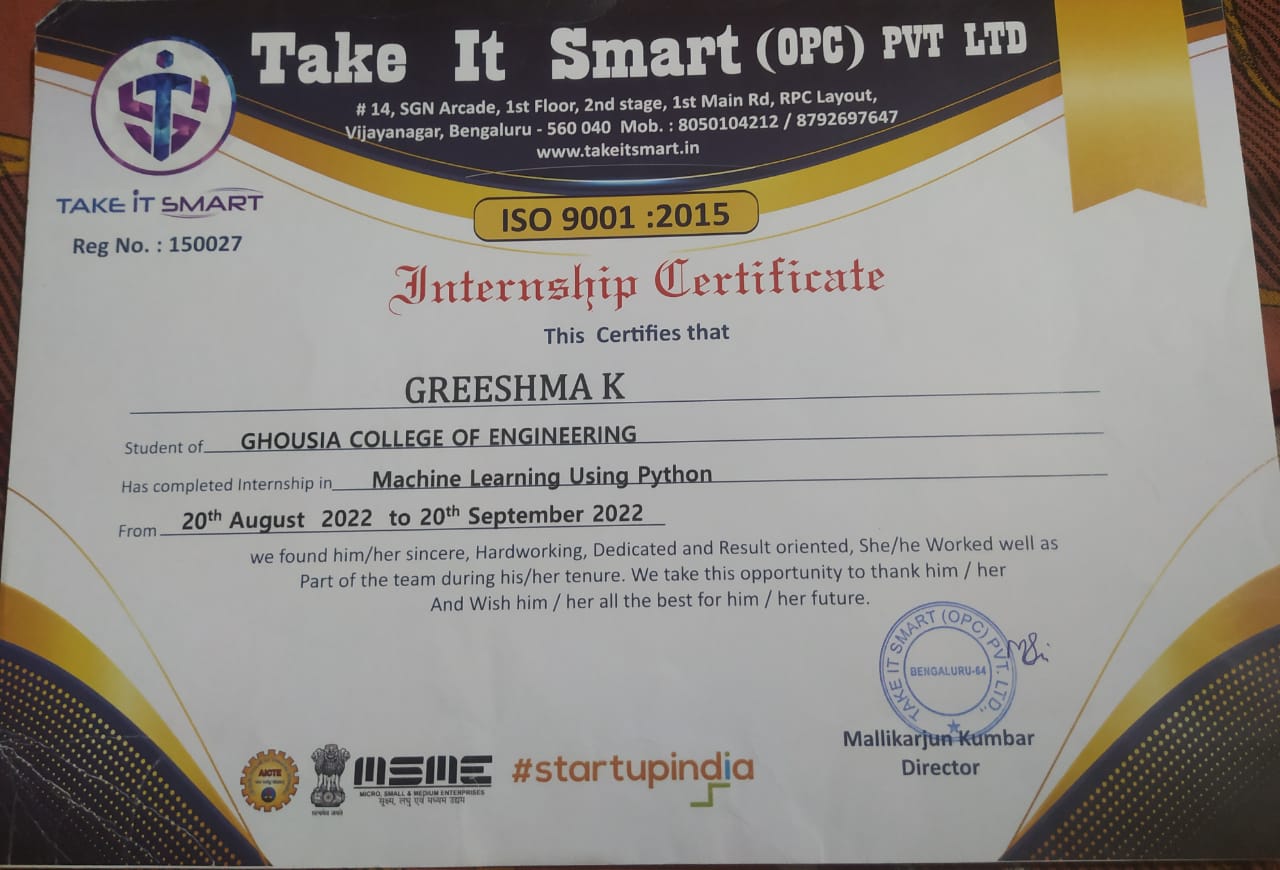 Take It Smart (OPC) PVT LTD
# 14, SGN Arcade, 1st Floor, 2nd stage, 1st Main Rd, RPC Layout,
Vijayanagar, Bengaluru - 560 040 Mob. : 8050104212 / 8792697647
www.takeitsmart.in
TAKE iT SMART
Reg No. : 150027
ISO 9001 :2015
Internship Certificate
This Certifies that
GREESHMA K
Student of GHOUSIA COLLEGE OF ENGINEERING
Has completed Internship in Machine Learning Using Python
From 20th August 2022 to 20th September 2022
we found him/her sincere, Hardworking, Dedicated and Result oriented, She/he Worked well as
Part of the team during his/her tenure. We take this opportunity to thank him / her
And Wish him / her all the best for him / her future.
TAKE IT SMART (OPC) PVT. LTD.,
BENGALURU-64
Mallikarjun Kumbar
Director
AICTE
सत्यमेव जयते
MSME
MICRO, SMALL & MEDIUM ENTERPRISES
सूक्ष्म, लघु एवं मध्यम उद्यम
#startupindia